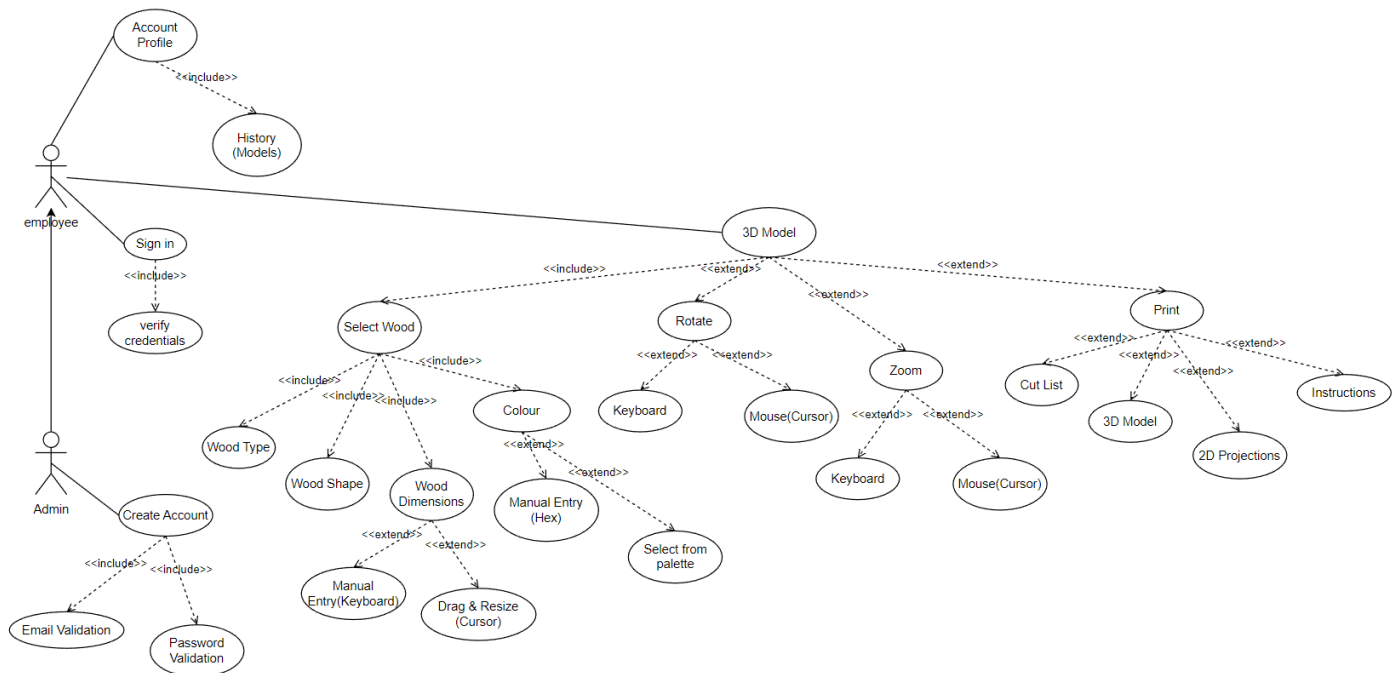 Account
Profile
<<include>>
History
(Models)
employee
Sign in
<<include>>
verify
credentials
3D Model
<<include>>
<<extend>>
<<extend>>
<<extend>>
Select Wood
Rotate
Zoom
Print
<<include>>
<<include>>
<<include>>
<<include>>
Wood Type
Wood Shape
Wood
Dimensions
Colour
<<extend>>
<<extend>>
Manual Entry
(Hex)
Select from
palette
<<extend>>
<<extend>>
Manual
Entry(Keyboard)
Drag & Resize
(Cursor)
<<extend>>
<<extend>>
Keyboard
Mouse(Cursor)
<<extend>>
<<extend>>
Keyboard
Mouse(Cursor)
<<extend>>
<<extend>>
<<extend>>
<<extend>>
Cut List
3D Model
2D Projections
Instructions
Admin
Create Account
<<include>>
<<include>>
Email Validation
Password
Validation